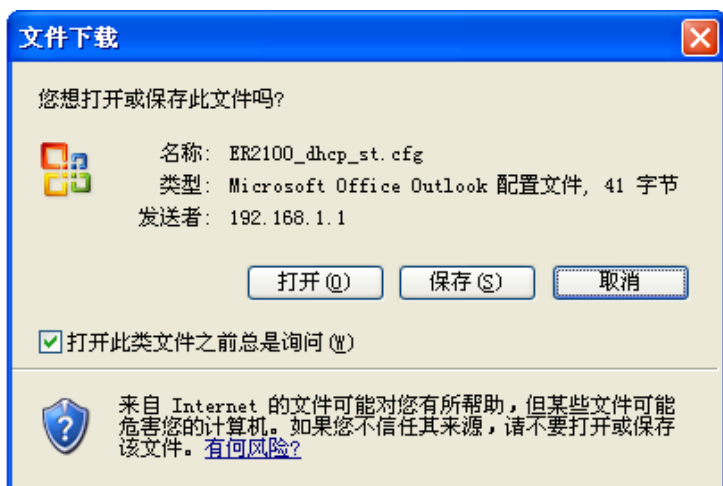 文件下载
您想打开或保存此文件吗?
名称: ER2100_dhcp_st.cfg
类型: Microsoft Office Outlook 配置文件, 41 字节
发送者: 192.168.1.1
打开(O) 保存(S) 取消
打开此类文件之前总是询问(W)
来自 Internet 的文件可能对您有所帮助，但某些文件可能
危害您的计算机。如果您不信任其来源，请不要打开或保存
该文件。有何风险?